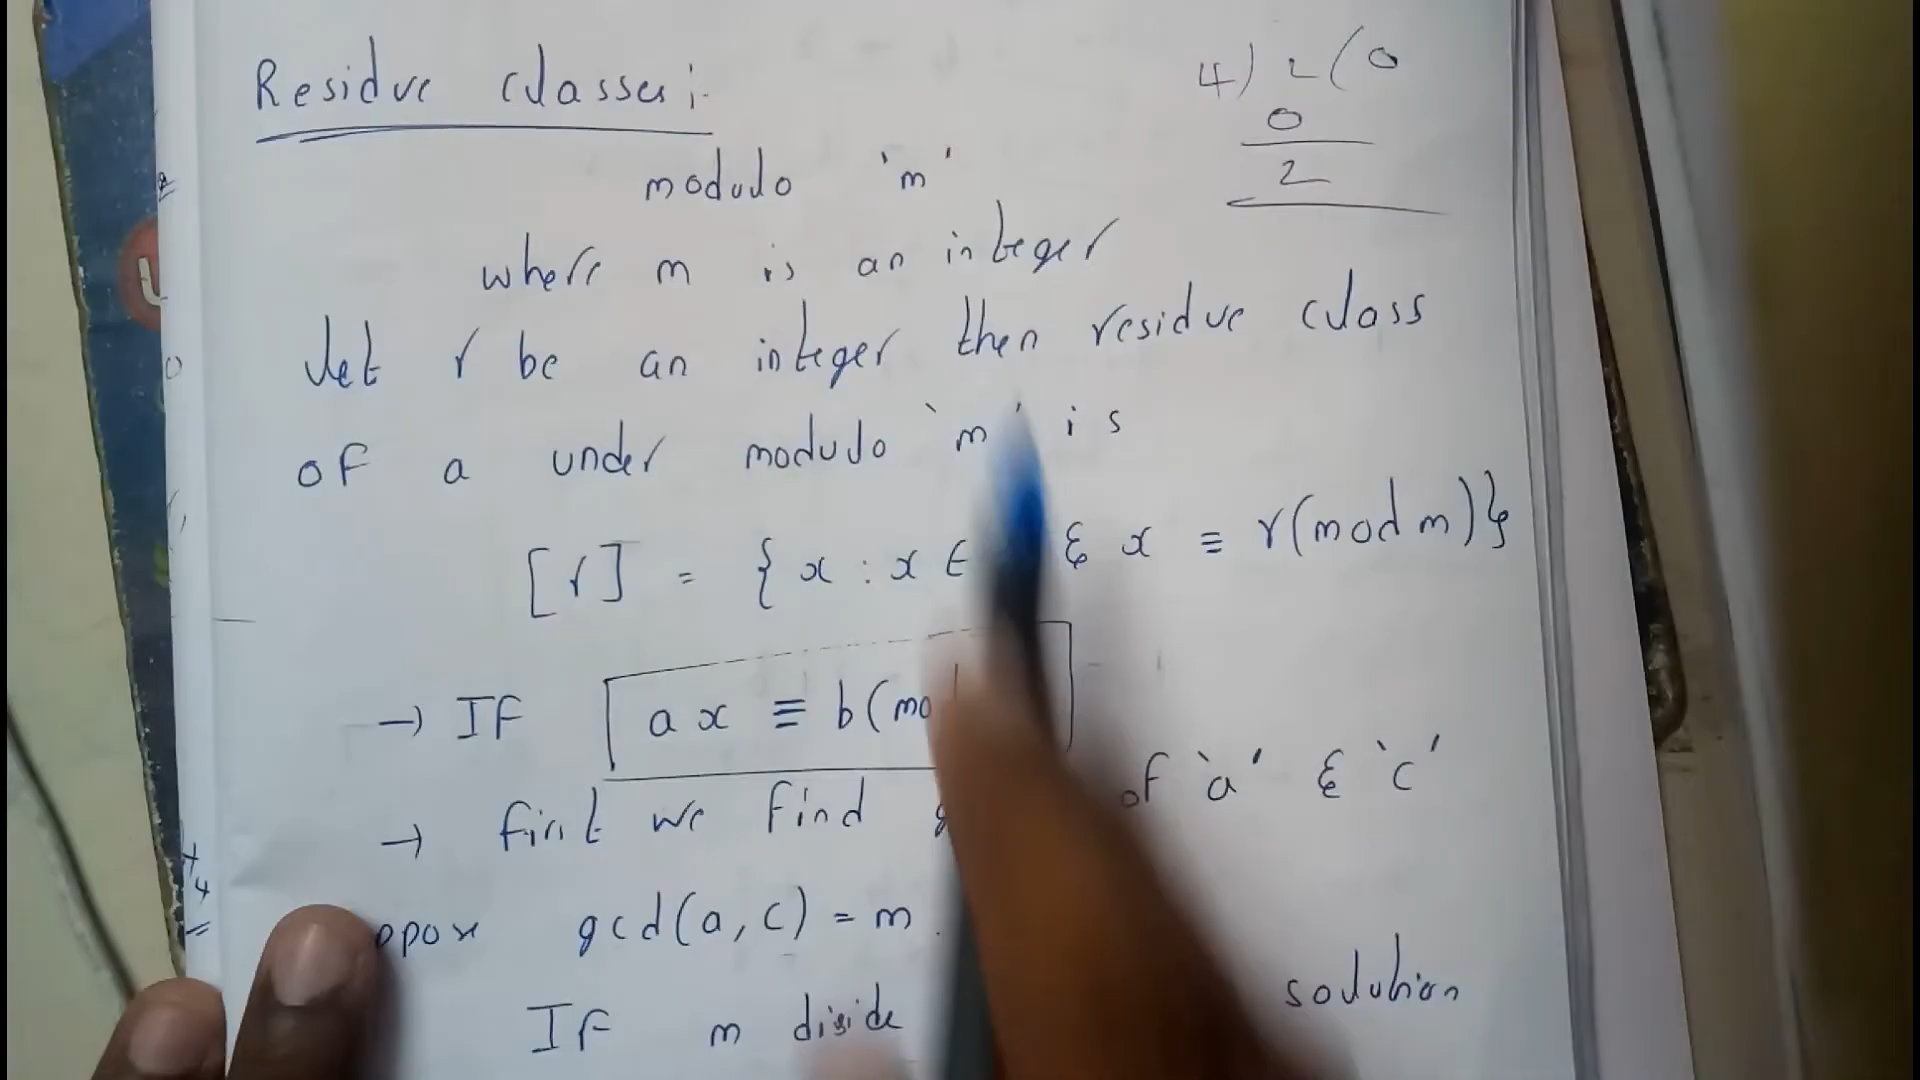 Residue classes:-
4) 2 (0
0
2
modulo 'm'
where m is an integer
let r be an integer then residue class
of a under modulo 'm' is
[r] = { x : x ∈ & x ≡ r(mod m)}
→ IF ax ≡ b(mo
→ first we find of 'a' & 'c'
gcd(a, c) = m.
IF m divide solution